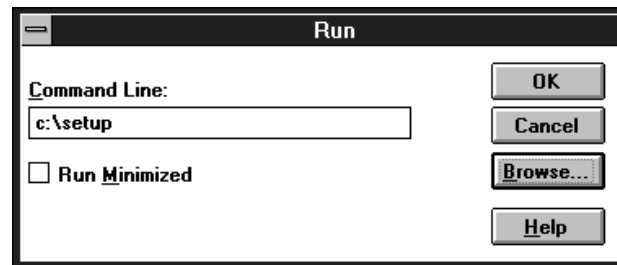 Run
Command Line:
c:\setup
Run Minimized
OK
Cancel
Browse...
Help